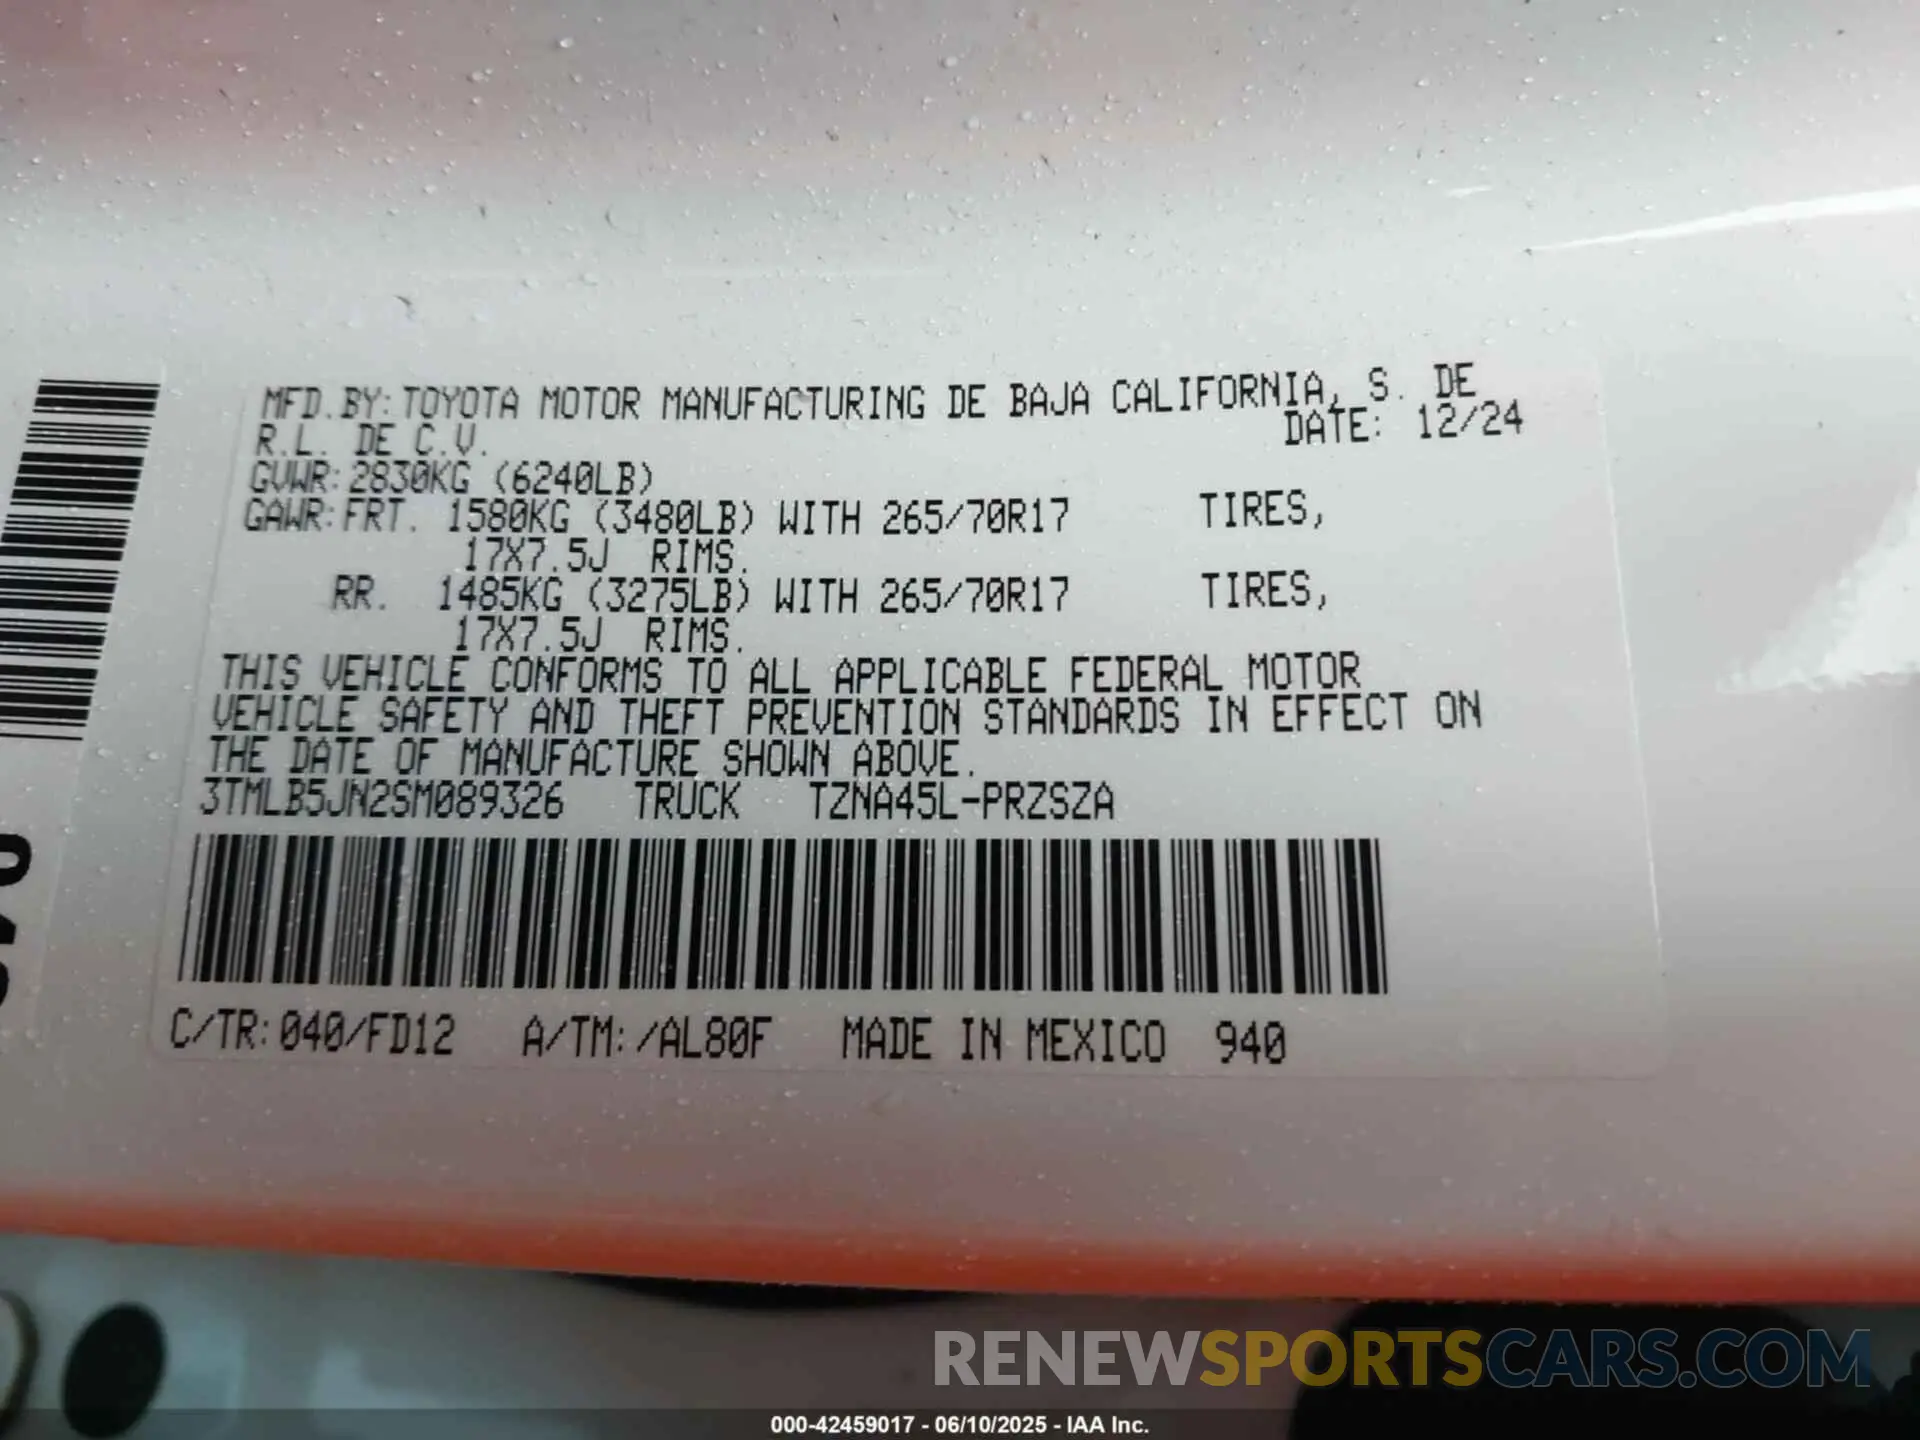 MFD.BY:TOYOTA MOTOR MANUFACTURING DE BAJA CALIFORNIA, S. DE
R.L. DE C.V. DATE: 12/24
GVWR:2830KG (6240LB)
GAWR:FRT. 1580KG (3480LB) WITH 265/70R17 TIRES,
17X7.5J RIMS.
RR. 1485KG (3275LB) WITH 265/70R17 TIRES,
17X7.5J RIMS.
THIS VEHICLE CONFORMS TO ALL APPLICABLE FEDERAL MOTOR
VEHICLE SAFETY AND THEFT PREVENTION STANDARDS IN EFFECT ON
THE DATE OF MANUFACTURE SHOWN ABOVE.
3TMLB5JN2SM089326 TRUCK TZNA45L-PRZSZA
C/TR:040/FD12 A/TM:/AL80F MADE IN MEXICO 940
RENEWSPORTSCARS.COM
000-42459017 - 06/10/2025 - IAA Inc.